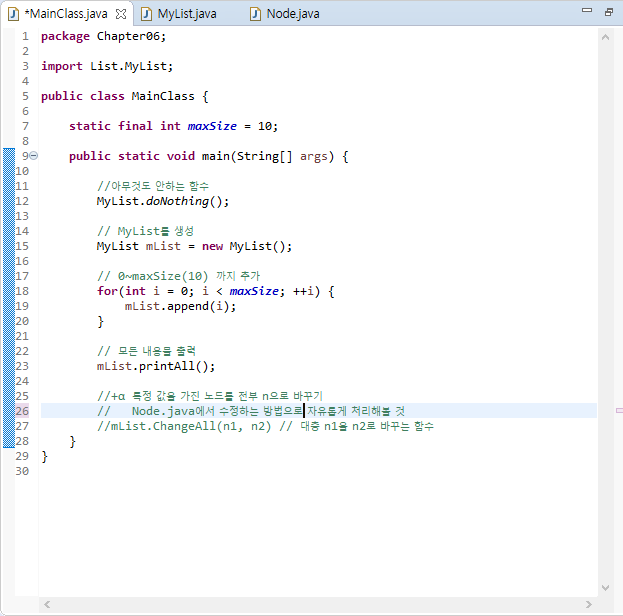 *MainClass.java MyList.java Node.java
1 package Chapter06;
2
3 import List.MyList;
4
5 public class MainClass {
6
7 static final int maxSize = 10;
8
9 public static void main(String[] args) {
10
11 //아무것도 안하는 함수
12 MyList.doNothing();
13
14 // MyList를 생성
15 MyList mList = new MyList();
16
17 // 0~maxSize(10) 까지 추가
18 for(int i = 0; i < maxSize; ++i) {
19 mList.append(i);
20 }
21
22 // 모든 내용물 출력
23 mList.printAll();
24
25 //+α 특정 값을 가진 노드를 전부 n으로 바꾸기
26 // Node.java에서 수정하는 방법으로 자유롭게 처리해볼 것
27 //mList.ChangeAll(n1, n2) // 대충 n1을 n2로 바꾸는 함수
28 }
29 }
30